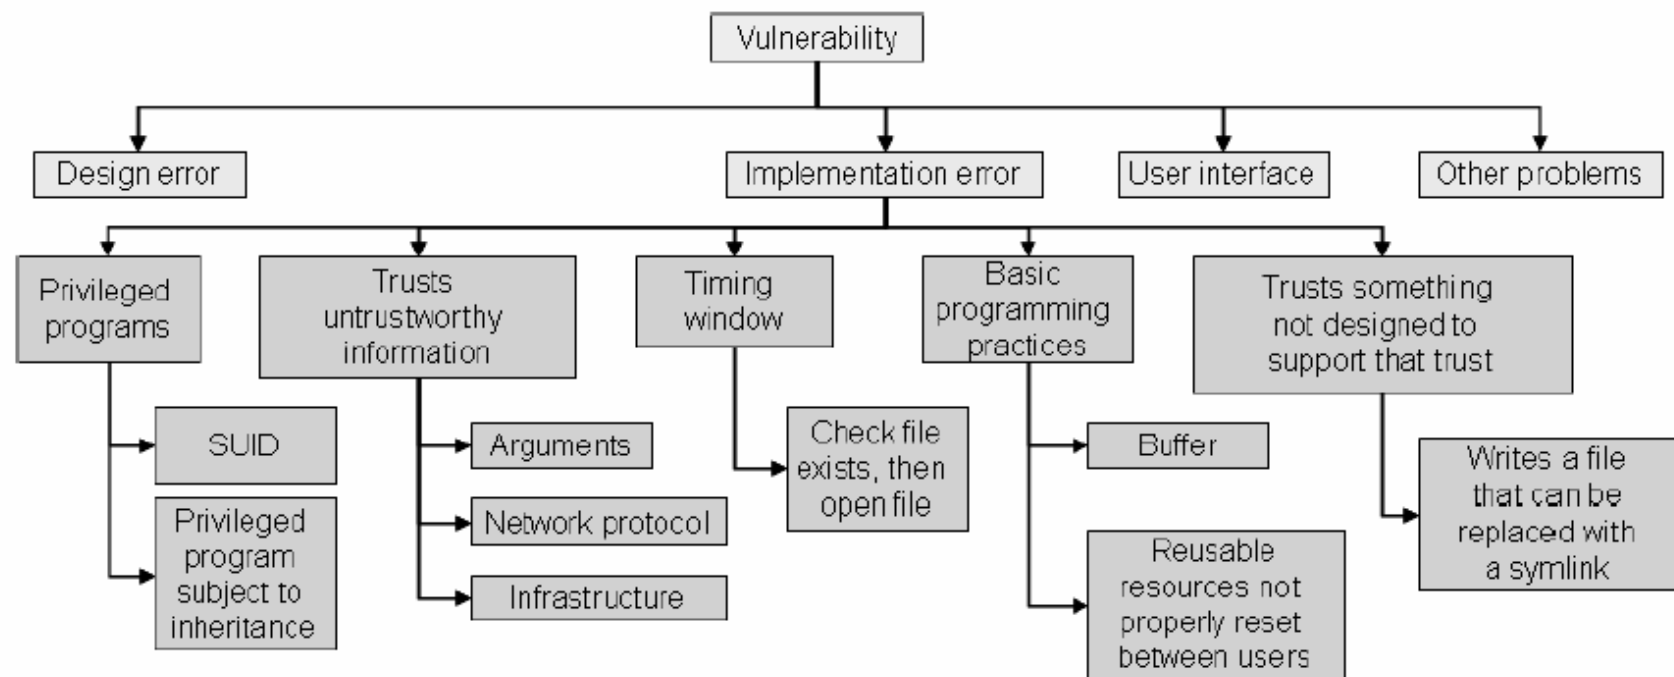 Vulnerability
Design error
Implementation error
User interface
Other problems
Privileged
programs
Trusts
untrustworthy
information
Timing
window
Basic
programming
practices
Trusts something
not designed to
support that trust
SUID
Privileged
program
subject to
inheritance
Arguments
Network protocol
Infrastructure
Check file
exists, then
open file
Buffer
Reusable
resources not
properly reset
between users
Writes a file
that can be
replaced with
a symlink